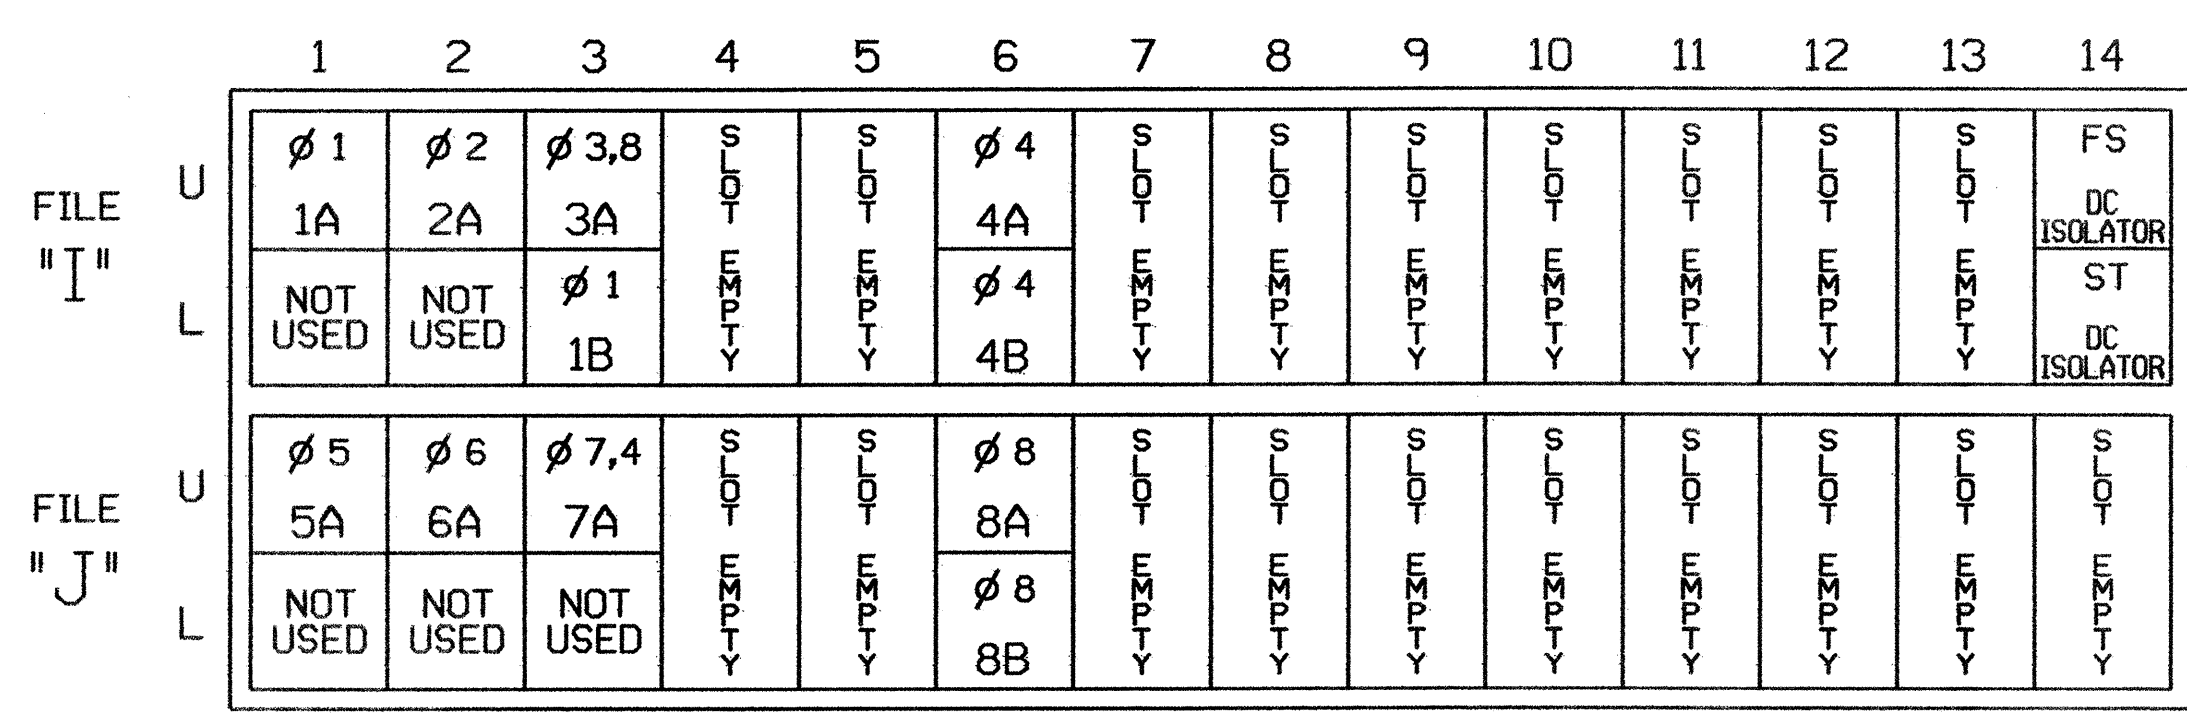 1 2 3 4 5 6 7 8 9 10 11 12 13 14
FILE
"I"
U
ø 1 ø 2 ø 3,8 SLOT EMPTY SLOT EMPTY ø 4 SLOT EMPTY SLOT EMPTY SLOT EMPTY SLOT EMPTY SLOT EMPTY SLOT EMPTY SLOT EMPTY FS
1A 2A 3A 4A DC
ISOLATOR
L
NOT NOT ø 1 ø 4 ST
USED USED 1B 4B DC
ISOLATOR
FILE
"J"
U
ø 5 ø 6 ø 7,4 SLOT EMPTY SLOT EMPTY ø 8 SLOT EMPTY SLOT EMPTY SLOT EMPTY SLOT EMPTY SLOT EMPTY SLOT EMPTY SLOT EMPTY SLOT EMPTY
5A 6A 7A 8A
L
NOT NOT NOT ø 8
USED USED USED 8B